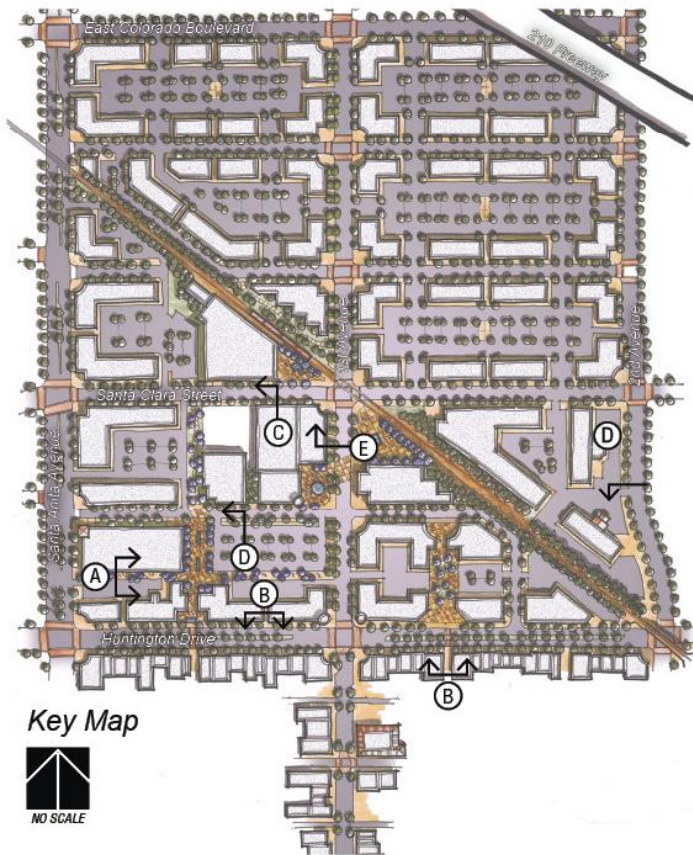 East Colorado Boulevard
210 Freeway
1st Avenue
2nd Avenue
Santa Clara Street
C
E
D
Santa Anita Avenue
D
A
B
Huntington Drive
B
Key Map
NO SCALE